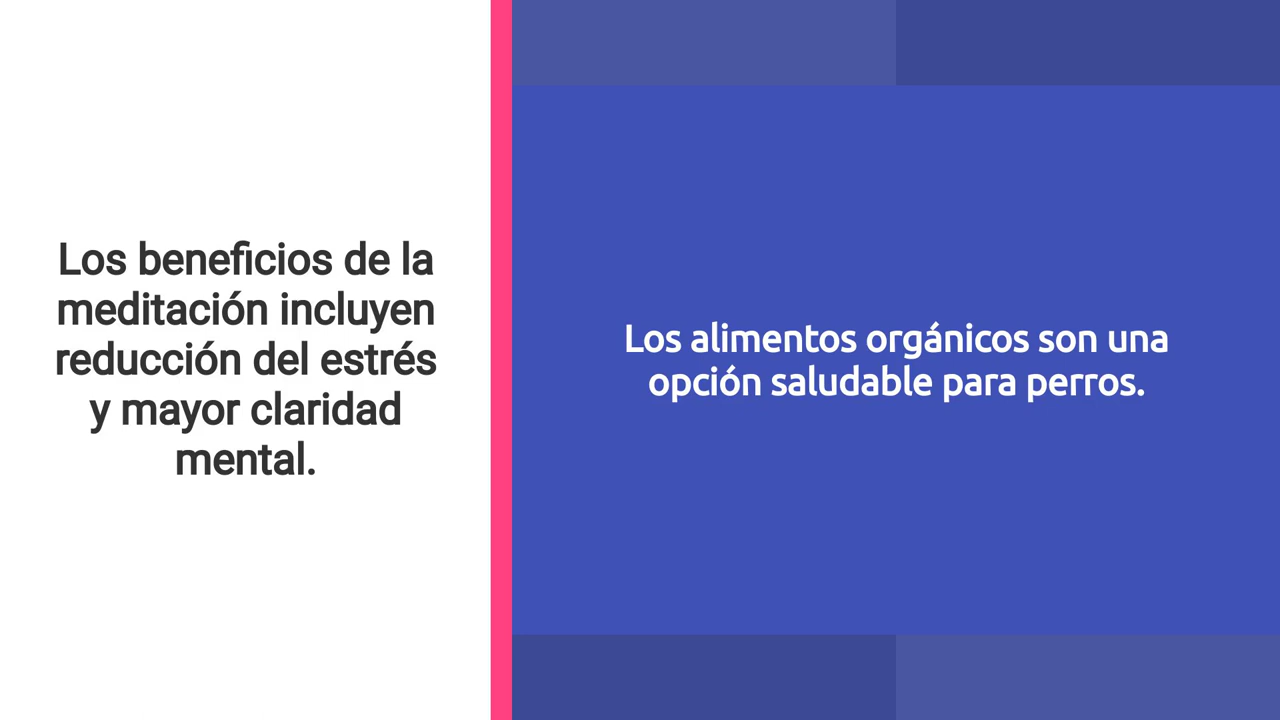 Los beneficios de la
meditación incluyen
reducción del estrés
y mayor claridad
mental.
Los alimentos orgánicos son una
opción saludable para perros.